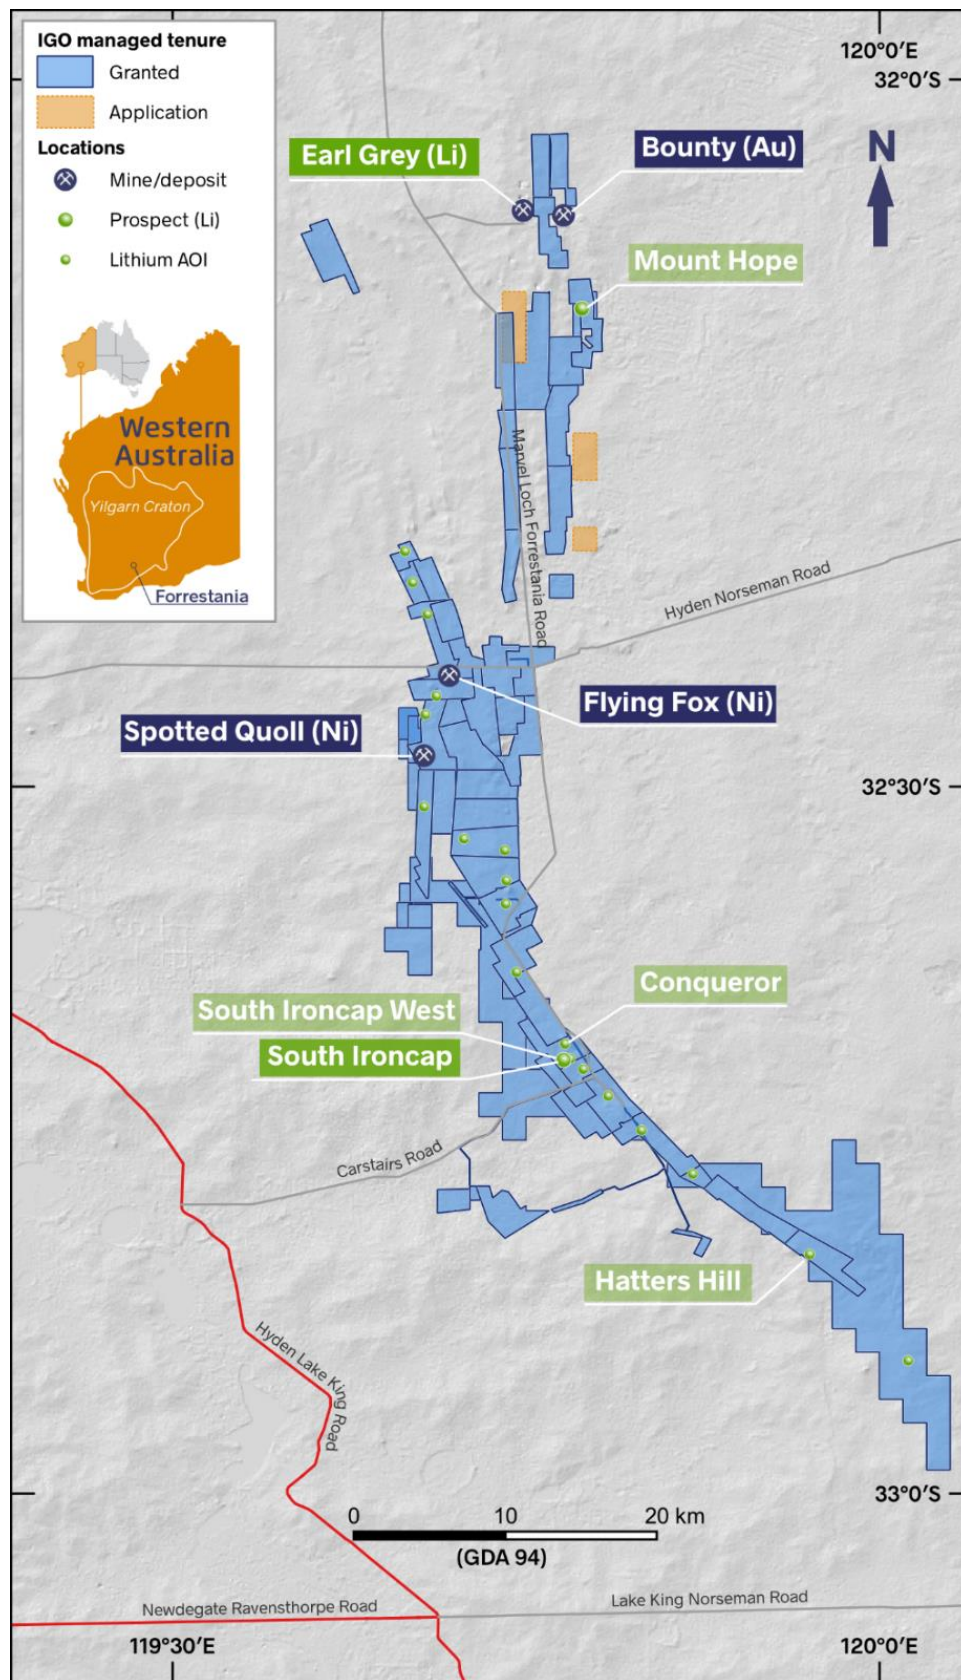 IGO managed tenure
Granted
Application
Locations
Mine/deposit
Prospect (Li)
Lithium AOI
Western
Australia
Yilgarn Craton
Forrestania
120°0'E
32°0'S
N
Earl Grey (Li)
Bounty (Au)
Mount Hope
Marvel Loch Forrestania Road
Hyden Norseman Road
Flying Fox (Ni)
Spotted Quoll (Ni)
32°30'S
Conqueror
South Ironcap West
South Ironcap
Carstairs Road
Hatters Hill
Hyden Lake King Road
33°0'S
0 10 20 km
(GDA 94)
Newdegate Ravensthorpe Road
Lake King Norseman Road
119°30'E
120°0'E